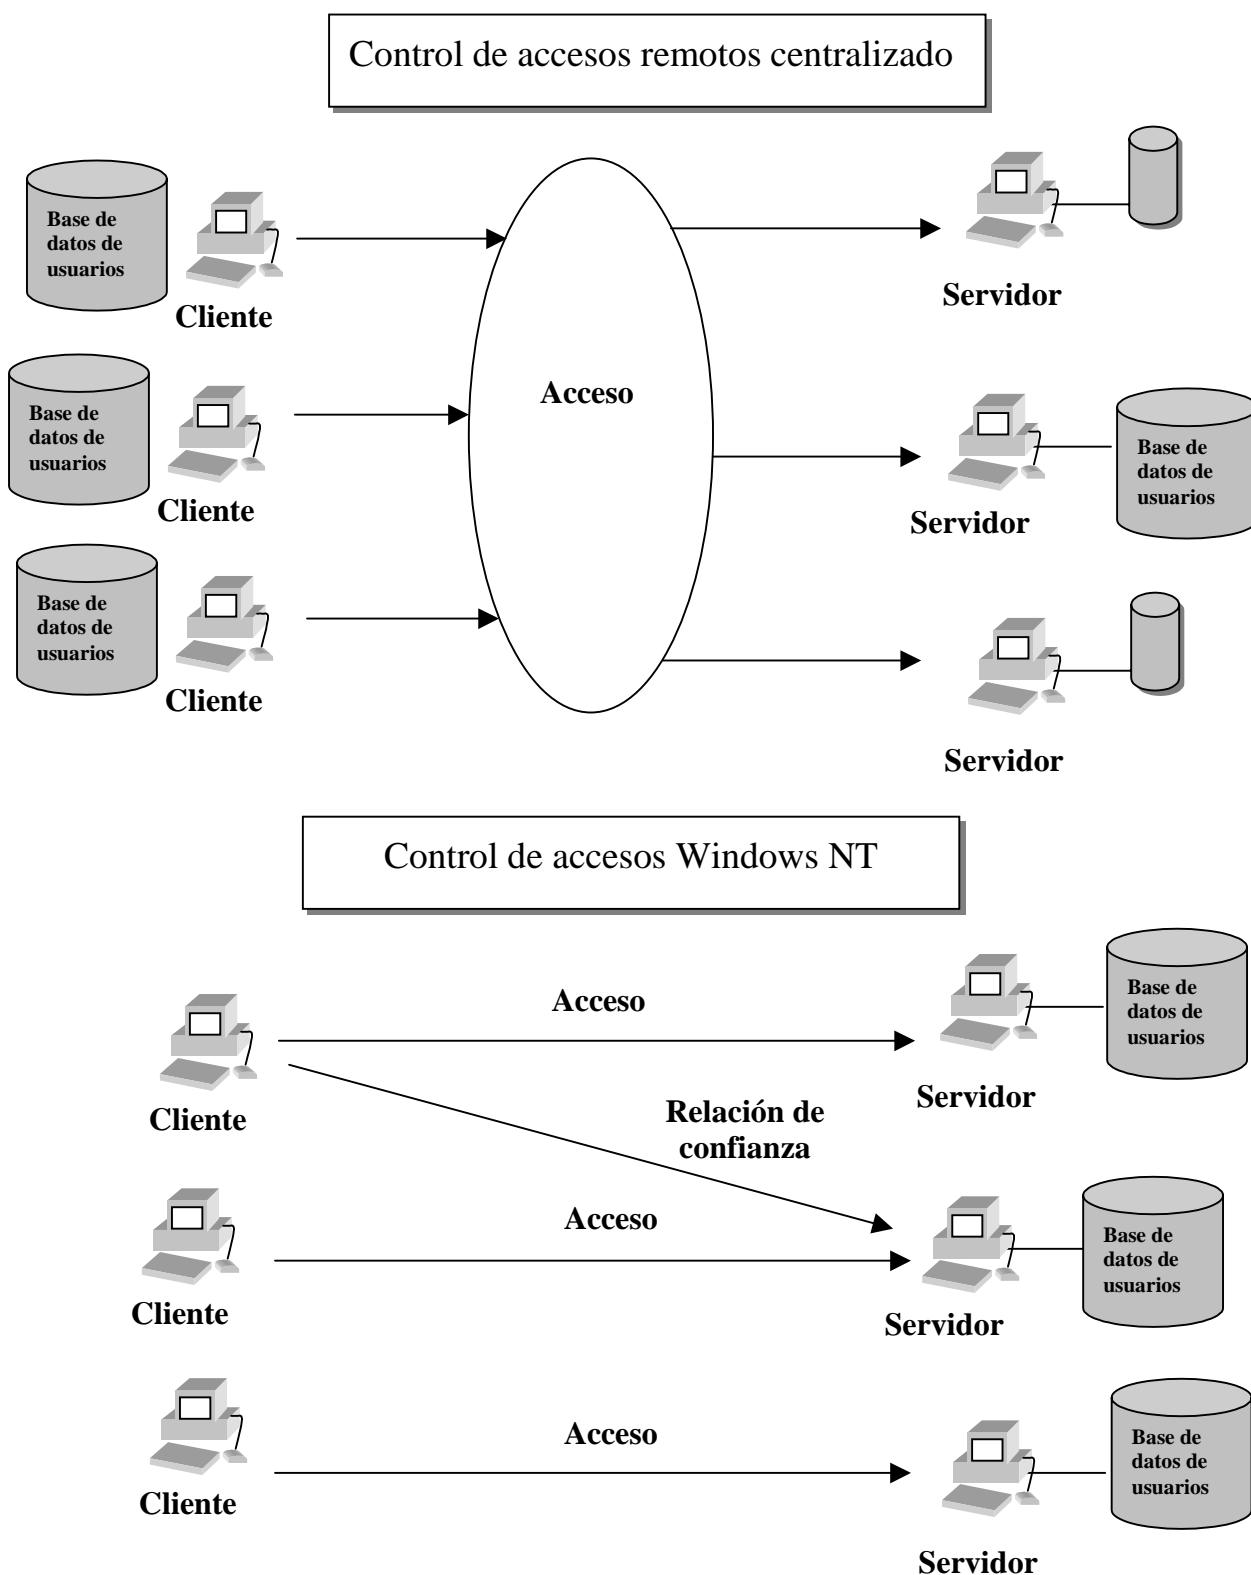 Control de accesos remotos centralizado
Base de
datos de
usuarios
Cliente
Servidor
Acceso
Base de
datos de
usuarios
Cliente
Base de
datos de
usuarios
Servidor
Base de
datos de
usuarios
Cliente
Servidor
Control de accesos Windows NT
Acceso
Base de
datos de
usuarios
Cliente
Servidor
Relación de
confianza
Acceso
Base de
datos de
usuarios
Cliente
Servidor
Acceso
Base de
datos de
usuarios
Cliente
Servidor